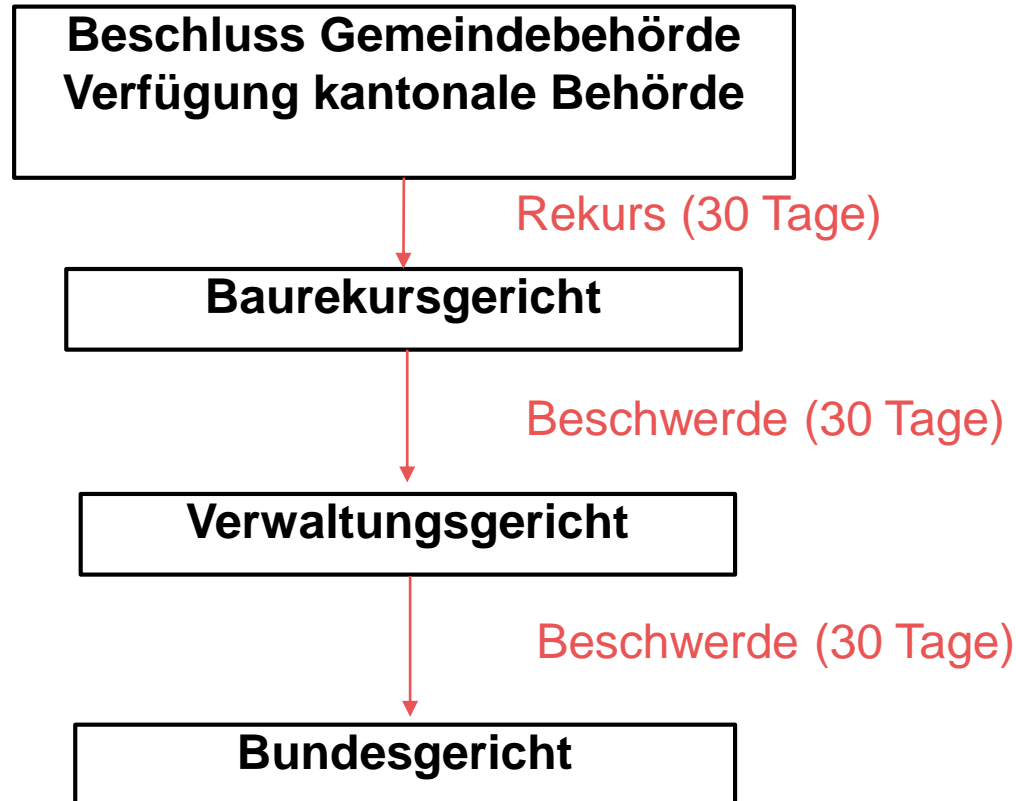 Beschluss Gemeindebehörde
Verfügung kantonale Behörde
Rekurs (30 Tage)
Baurekursgericht
Beschwerde (30 Tage)
Verwaltungsgericht
Beschwerde (30 Tage)
Bundesgericht